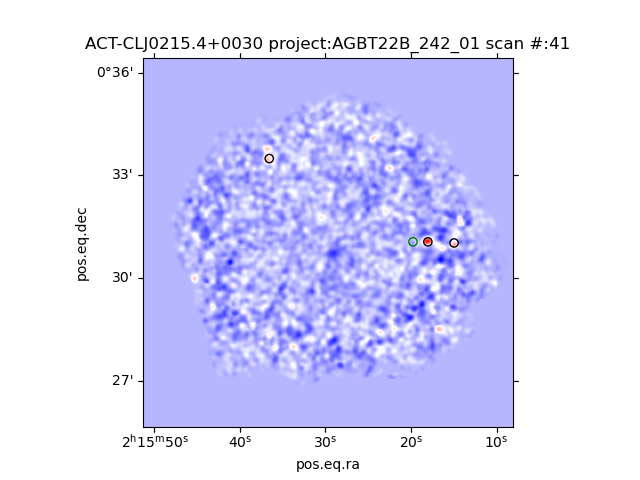 ACT-CLJ0215.4+0030 project:AGBT22B_242_01 scan #:41
0°36'
33'
30'
27'
pos.eq.dec
2ʰ15ᵐ50ˢ 40ˢ 30ˢ 20ˢ 10ˢ
pos.eq.ra